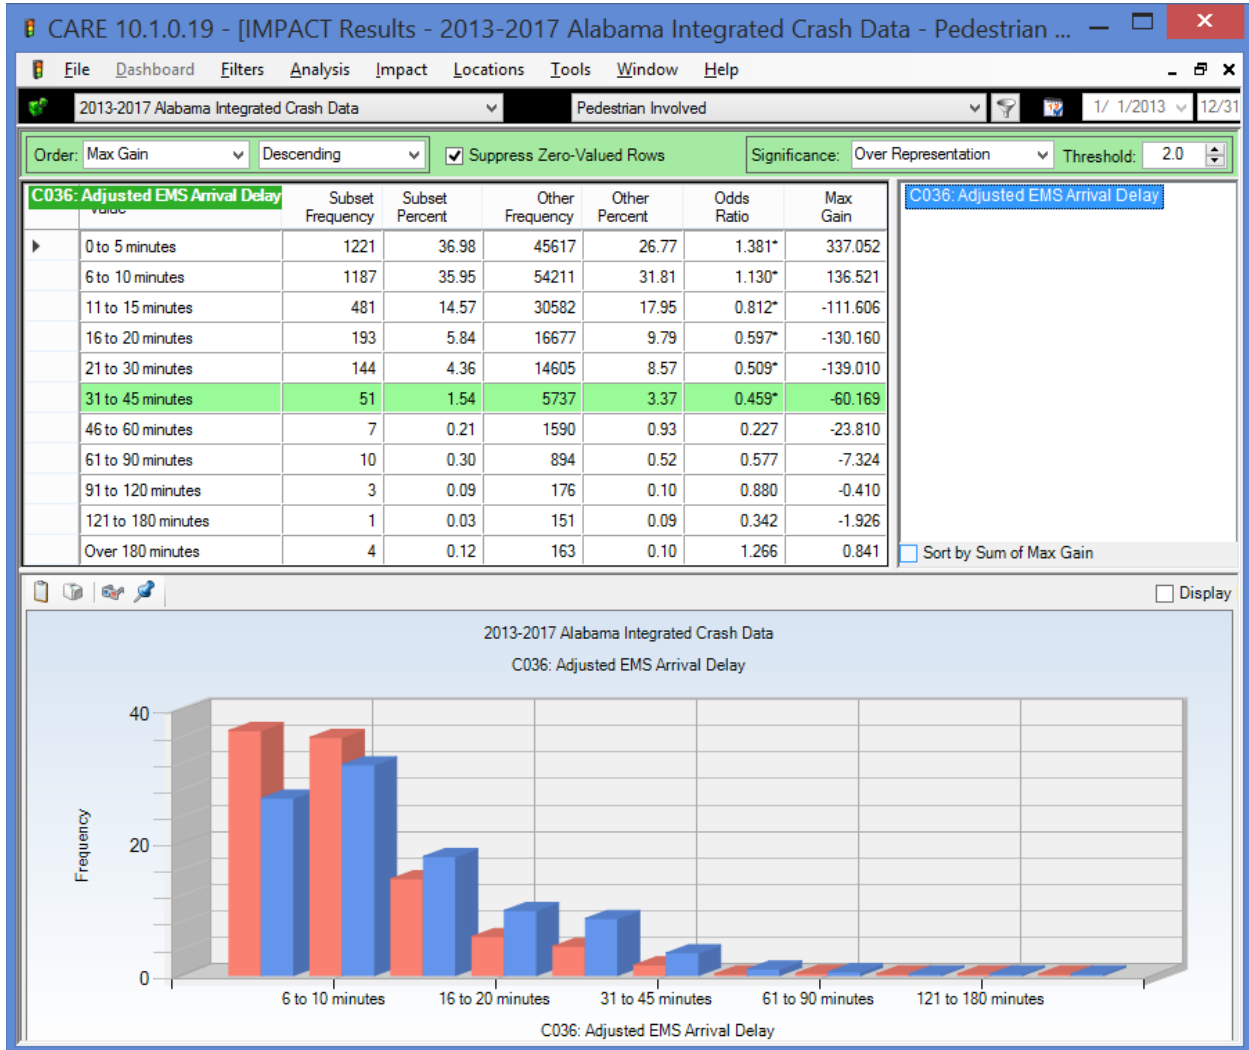 CARE 10.1.0.19 - [IMPACT Results - 2013-2017 Alabama Integrated Crash Data - Pedestrian ...
File Dashboard Filters Analysis Impact Locations Tools Window Help
2013-2017 Alabama Integrated Crash Data Pedestrian Involved 1/ 1/2013 12/31
Order: Max Gain Descending Suppress Zero-Valued Rows Significance: Over Representation Threshold: 2.0
C036: Adjusted EMS Arrival Delay Subset Frequency Subset Percent Other Frequency Other Percent Odds Ratio Max Gain C036: Adjusted EMS Arrival Delay
0 to 5 minutes 1221 36.98 45617 26.77 1.381* 337.052
6 to 10 minutes 1187 35.95 54211 31.81 1.130* 136.521
11 to 15 minutes 481 14.57 30582 17.95 0.812* -111.606
16 to 20 minutes 193 5.84 16677 9.79 0.597* -130.160
21 to 30 minutes 144 4.36 14605 8.57 0.509* -139.010
31 to 45 minutes 51 1.54 5737 3.37 0.459* -60.169
46 to 60 minutes 7 0.21 1590 0.93 0.227 -23.810
61 to 90 minutes 10 0.30 894 0.52 0.577 -7.324
91 to 120 minutes 3 0.09 176 0.10 0.880 -0.410
121 to 180 minutes 1 0.03 151 0.09 0.342 -1.926
Over 180 minutes 4 0.12 163 0.10 1.266 0.841 Sort by Sum of Max Gain
Display
2013-2017 Alabama Integrated Crash Data
C036: Adjusted EMS Arrival Delay
40
20
0
Frequency
6 to 10 minutes 16 to 20 minutes 31 to 45 minutes 61 to 90 minutes 121 to 180 minutes
C036: Adjusted EMS Arrival Delay